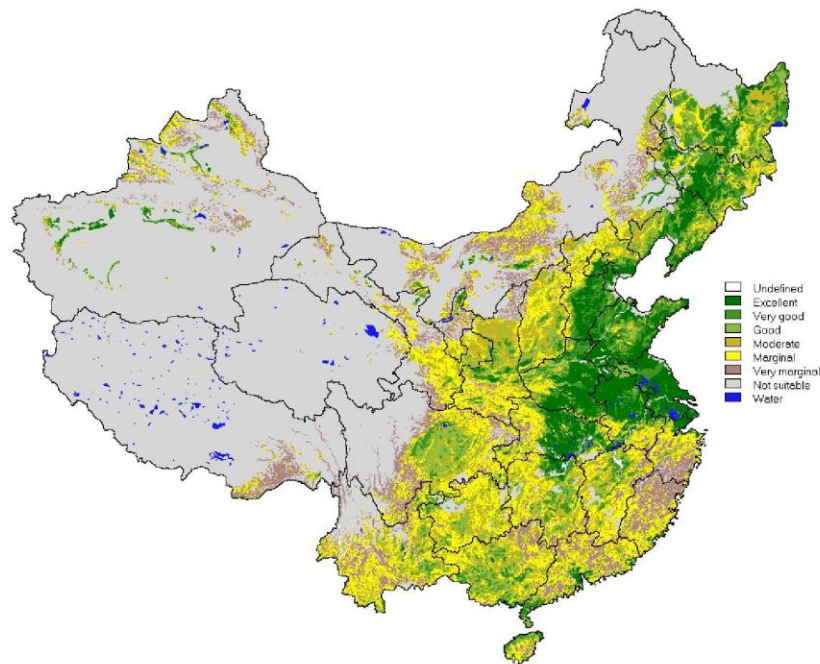 Undefined
Excellent
Very good
Good
Moderate
Marginal
Very marginal
Not suitable
Water